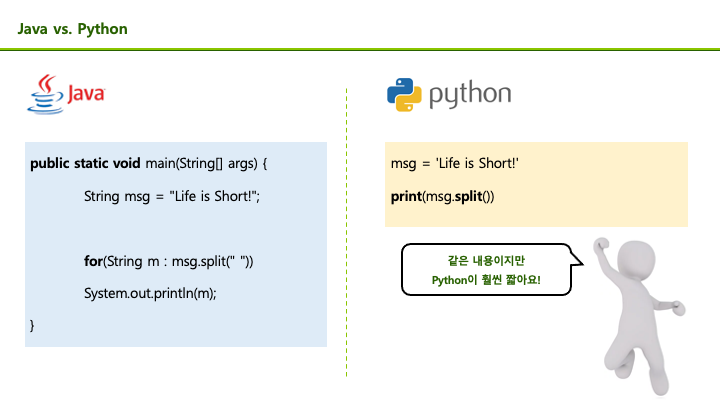 Java vs. Python
Java
public static void main(String[] args) {
String msg = "Life is Short!";
for(String m : msg.split(" "))
System.out.println(m);
}
python
msg = 'Life is Short!'
print(msg.split())
같은 내용이지만
Python이 훨씬 짧아요!